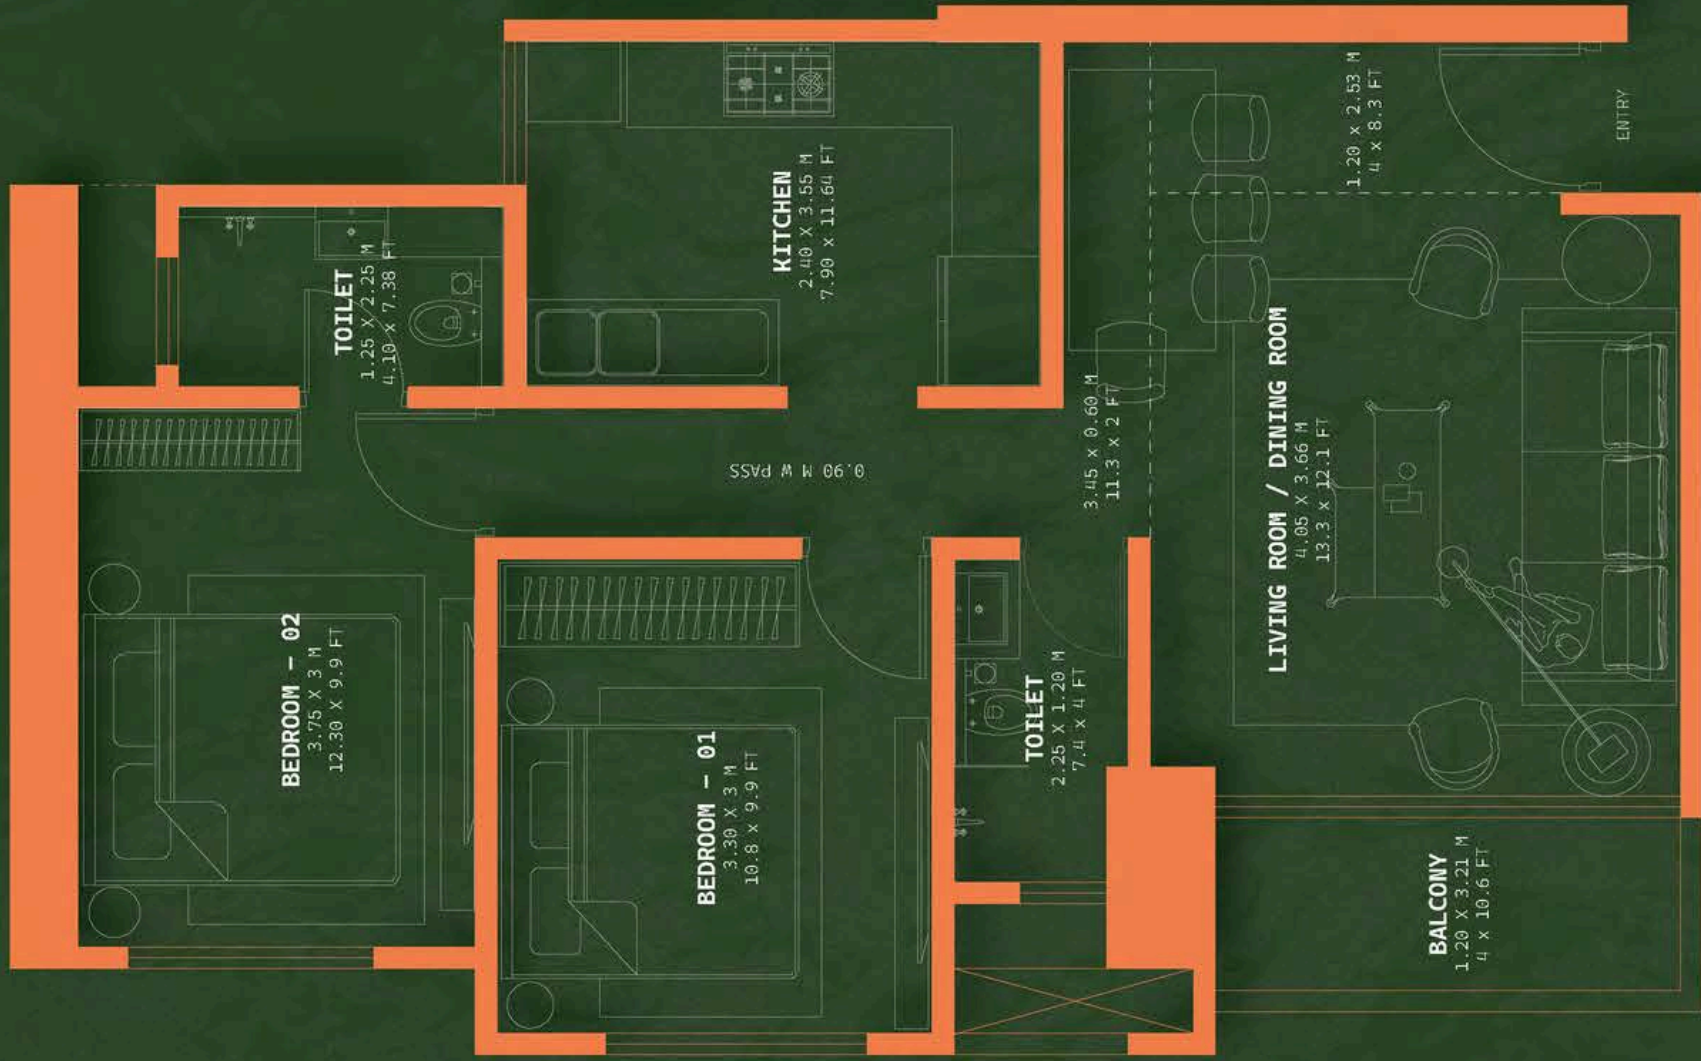 KITCHEN
2.40 X 3.55 M
7.90 x 11.64 FT
1.20 x 2.53 M
4 x 8.3 FT
ENTRY
TOILET
1.25 X 2.25 M
4.10 x 7.38 FT
0.90 M W PASS
3.45 x 0.60 M
11.3 x 2 FT
LIVING ROOM / DINING ROOM
4.05 X 3.66 M
13.3 x 12.1 FT
BEDROOM – 02
3.75 X 3 M
12.30 X 9.9 FT
BEDROOM – 01
3.30 X 3 M
10.8 x 9.9 FT
TOILET
2.25 X 1.20 M
7.4 x 4 FT
BALCONY
1.20 X 3.21 M
4 x 10.6 FT